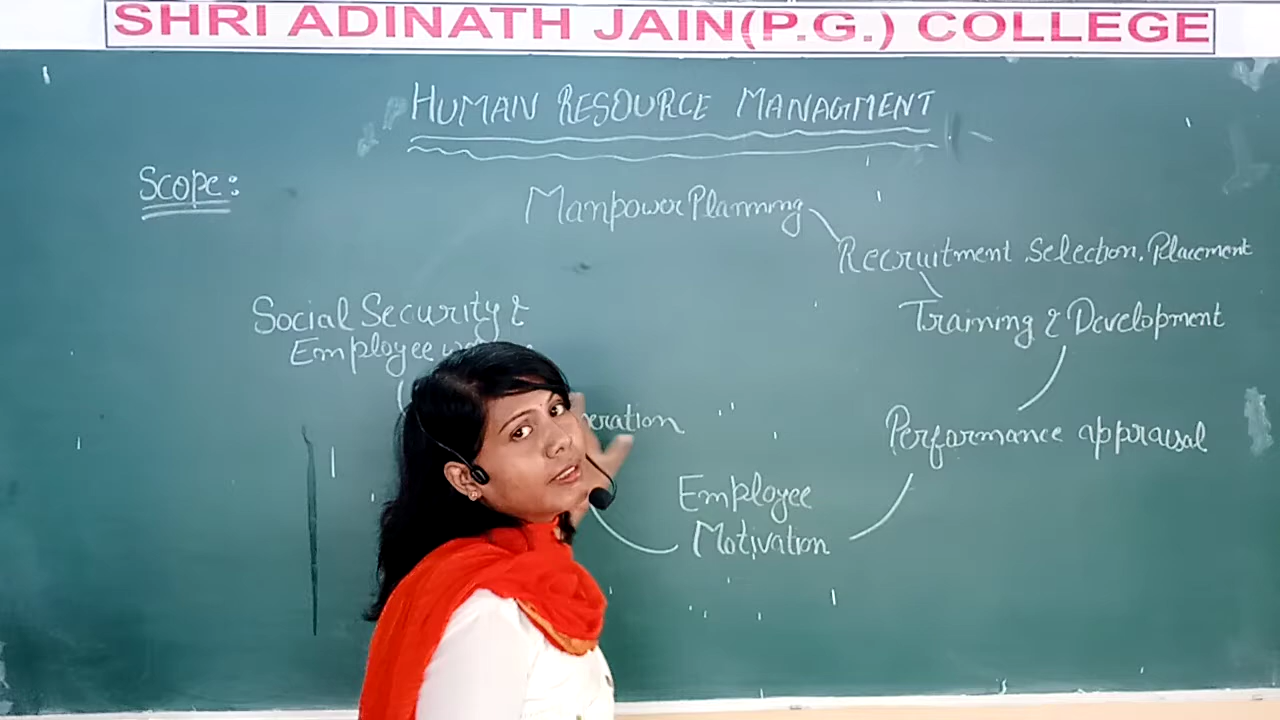 SHRI ADINATH JAIN(P.G.) COLLEGE
HUMAN RESOURCE MANAGMENT
Scope:
Manpower Planning
Recruitment Selection, Placement
Training & Development
Performance appraisal
Employee
Motivation
Social Security &
Employee